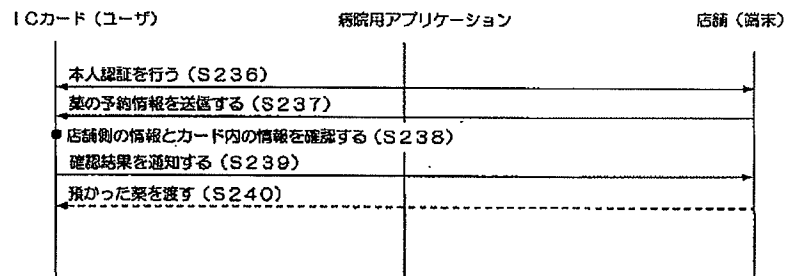 ICカード（ユーザ）
病院用アプリケーション
店舗（端末）
本人認証を行う（S236）
薬の予約情報を送信する（S237）
店舗側の情報とカード内の情報を確認する（S238）
確認結果を通知する（S239）
預かった薬を渡す（S240）